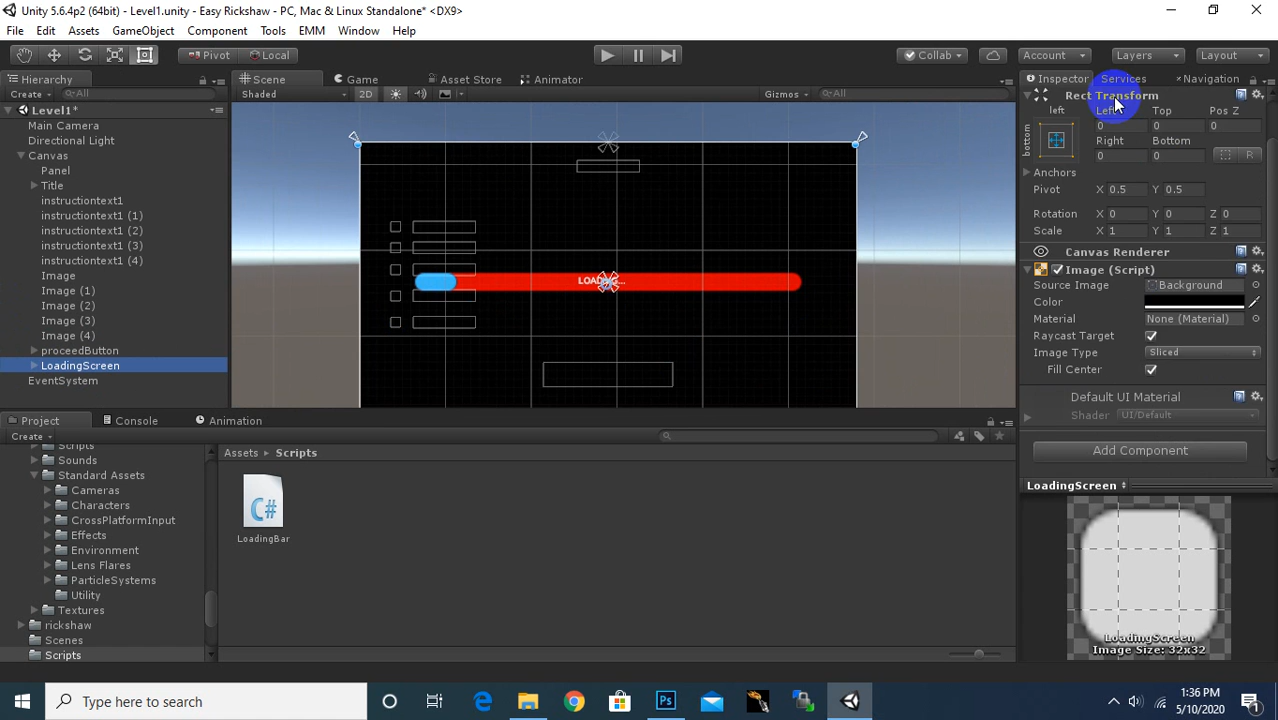 Unity 5.6.4p2 (64bit) - Level1.unity - Easy Rickshaw - PC, Mac & Linux Standalone* <DX9>
File Edit Assets GameObject Component Tools EMM Window Help
Pivot Local Collab Account Layers Layout
Hierarchy Scene Game Asset Store Animator Inspector Services Navigation
Create All Shaded 2D Gizmos All Rect Transform
Level1*
Main Camera
Directional Light
Canvas
Panel
Title
instructiontext1
instructiontext1 (1)
instructiontext1 (2)
instructiontext1 (3)
instructiontext1 (4)
Image
Image (1)
Image (2)
Image (3)
Image (4)
proceedButton
LoadingScreen
EventSystem
LOADING...
left Left Top Pos Z
0 0 0
bottom
Right Bottom
0 0 R
Anchors
Pivot X 0.5 Y 0.5
Rotation X 0 Y 0 Z 0
Scale X 1 Y 1 Z 1
Canvas Renderer
Image (Script)
Source Image Background
Color
Material None (Material)
Raycast Target
Image Type Sliced
Fill Center
Default UI Material
Shader UI/Default
Add Component
LoadingScreen
LoadingScreen
Image Size: 32x32
Project Console Animation
Create
Scripts
Sounds
Standard Assets
Cameras
Characters
CrossPlatformInput
Effects
Environment
Lens Flares
ParticleSystems
Utility
Textures
rickshaw
Scenes
Scripts
Assets Scripts
C#
LoadingBar
Type here to search
Ps
1:36 PM
5/10/2020
1